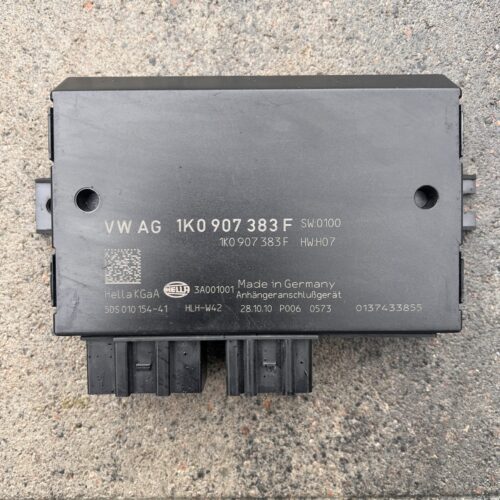 VW AG 1K0 907 383 F SW:0100
1K0 907 383 F HW:H07
Hella KGaA HELLA 3A001001 Made in Germany
Anhängeranschlußgerät
5DS 010 154-41 HLH-W42 28.10.10 P006 0573 0137433855